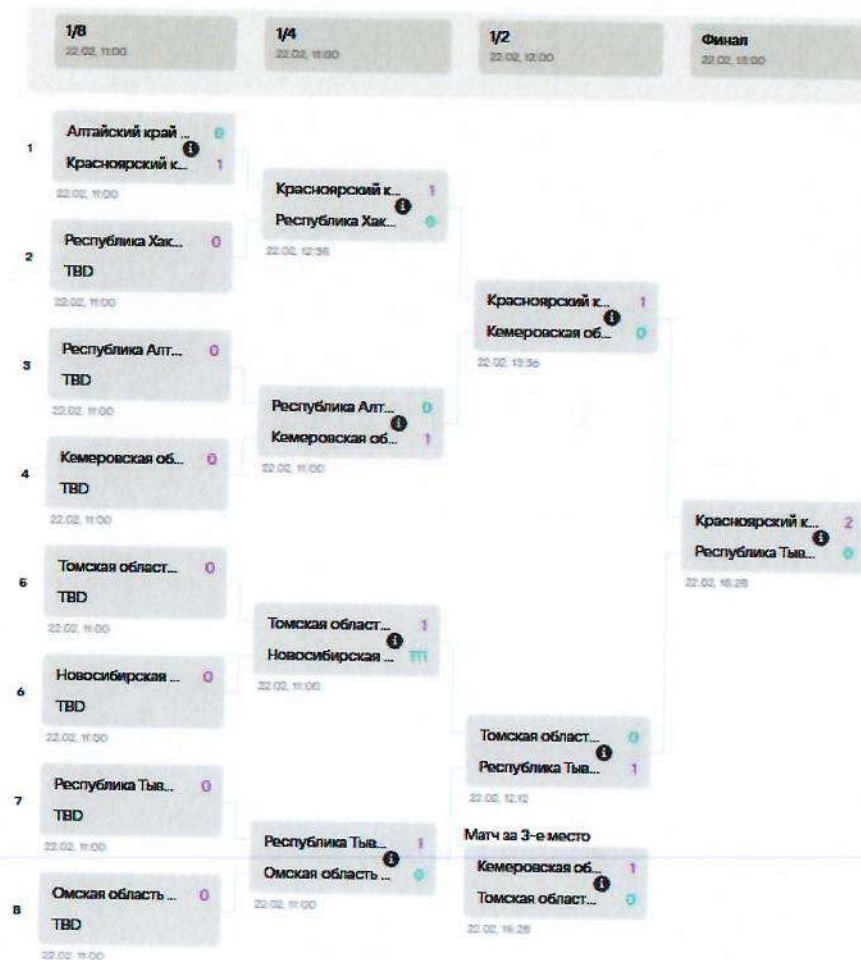 1/8
22.02, 11:00
1/4
22.02, 11:00
1/2
22.02, 12:00
Финал
22.02, 13:00
1
Алтайский край ... 0
Красноярский к... 1
22.02, 11:00
2
Республика Хак... 0
TBD
22.02, 11:00
3
Республика Алт... 0
TBD
22.02, 11:00
4
Кемеровская об... 0
TBD
22.02, 11:00
5
Томская област... 0
TBD
22.02, 11:00
6
Новосибирская ... 0
TBD
22.02, 11:00
7
Республика Тыв... 0
TBD
22.02, 11:00
8
Омская область ... 0
TBD
22.02, 11:00
Красноярский к... 1
Республика Хак... 0
22.02, 12:36
Республика Алт... 0
Кемеровская об... 1
22.02, 11:00
Томская област... 1
Новосибирская ... ТП
22.02, 11:00
Республика Тыв... 1
Омская область ... 0
22.02, 11:00
Красноярский к... 1
Кемеровская об... 0
22.02, 13:36
Томская област... 0
Республика Тыв... 1
22.02, 12:12
Матч за 3-е место
Кемеровская об... 1
Томская област... 0
22.02, 16:28
Красноярский к... 2
Республика Тыв... 0
22.02, 16:28